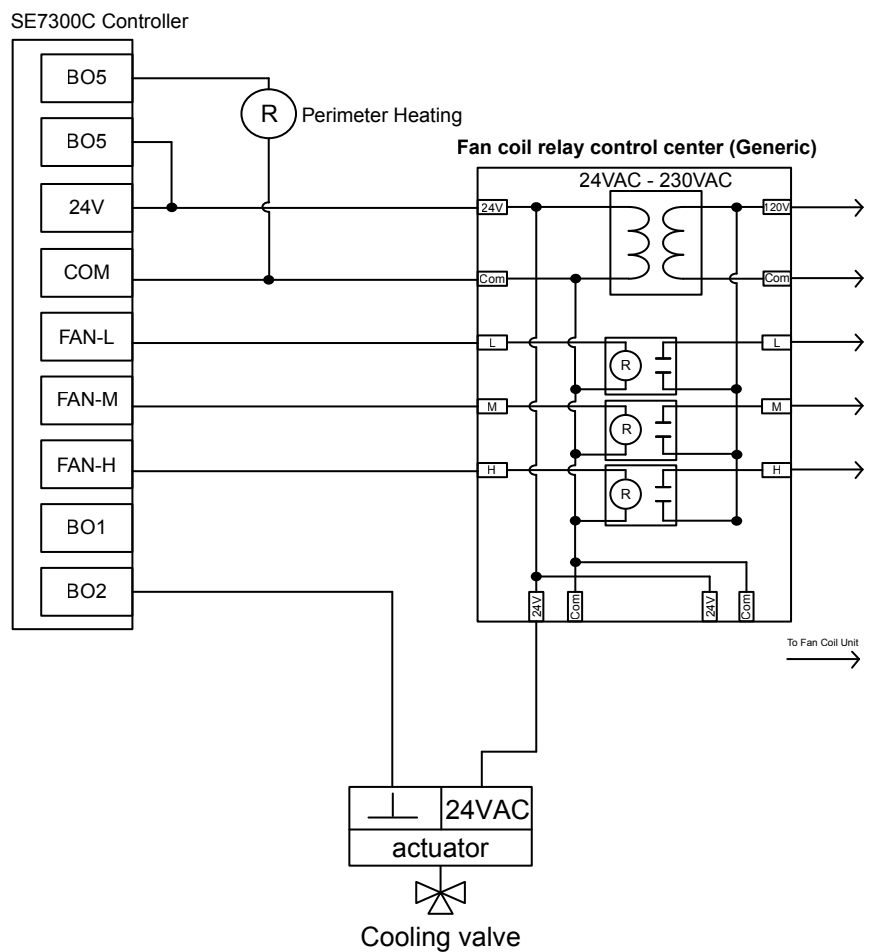 SE7300C Controller
BO5
BO5
24V
COM
FAN-L
FAN-M
FAN-H
BO1
BO2
R
Perimeter Heating
Fan coil relay control center (Generic)
24VAC - 230VAC
24V
120V
Com
Com
L
R
L
M
R
M
H
R
H
24V
Com
24V
Com
To Fan Coil Unit
24VAC
actuator
Cooling valve